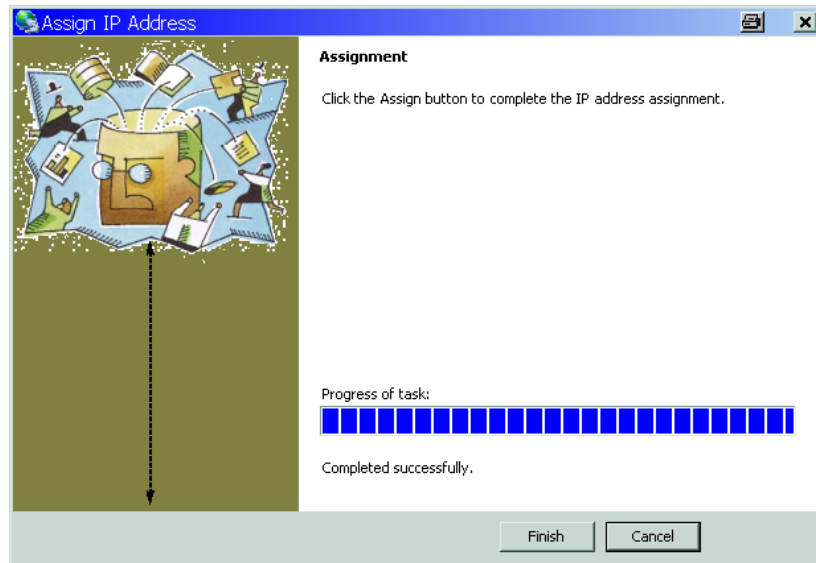 Assign IP Address
Assignment
Click the Assign button to complete the IP address assignment.
Progress of task:
Completed successfully.
Finish
Cancel